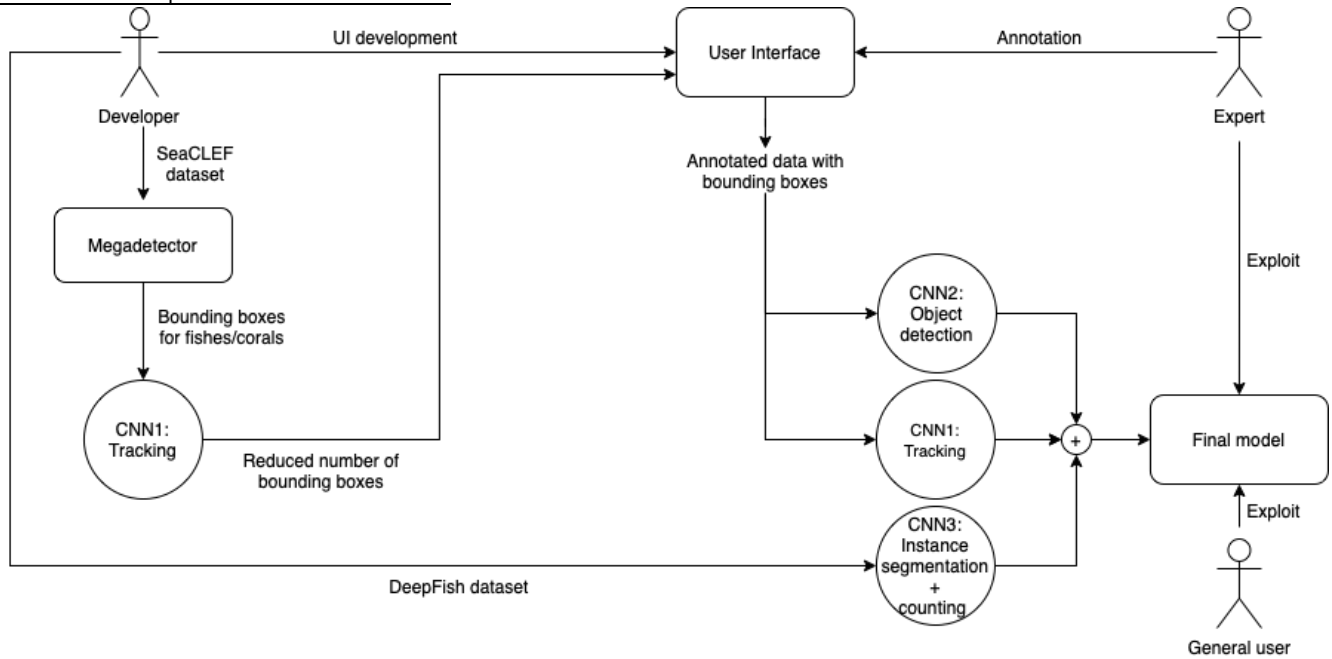 UI development
User Interface
Annotation
Developer
Expert
SeaCLEF
dataset
Annotated data with
bounding boxes
Megadetector
Exploit
Bounding boxes
for fishes/corals
CNN2:
Object
detection
CNN1:
Tracking
CNN1:
Tracking
+
Final model
Reduced number of
bounding boxes
Exploit
CNN3:
Instance
segmentation
+
counting
DeepFish dataset
General user